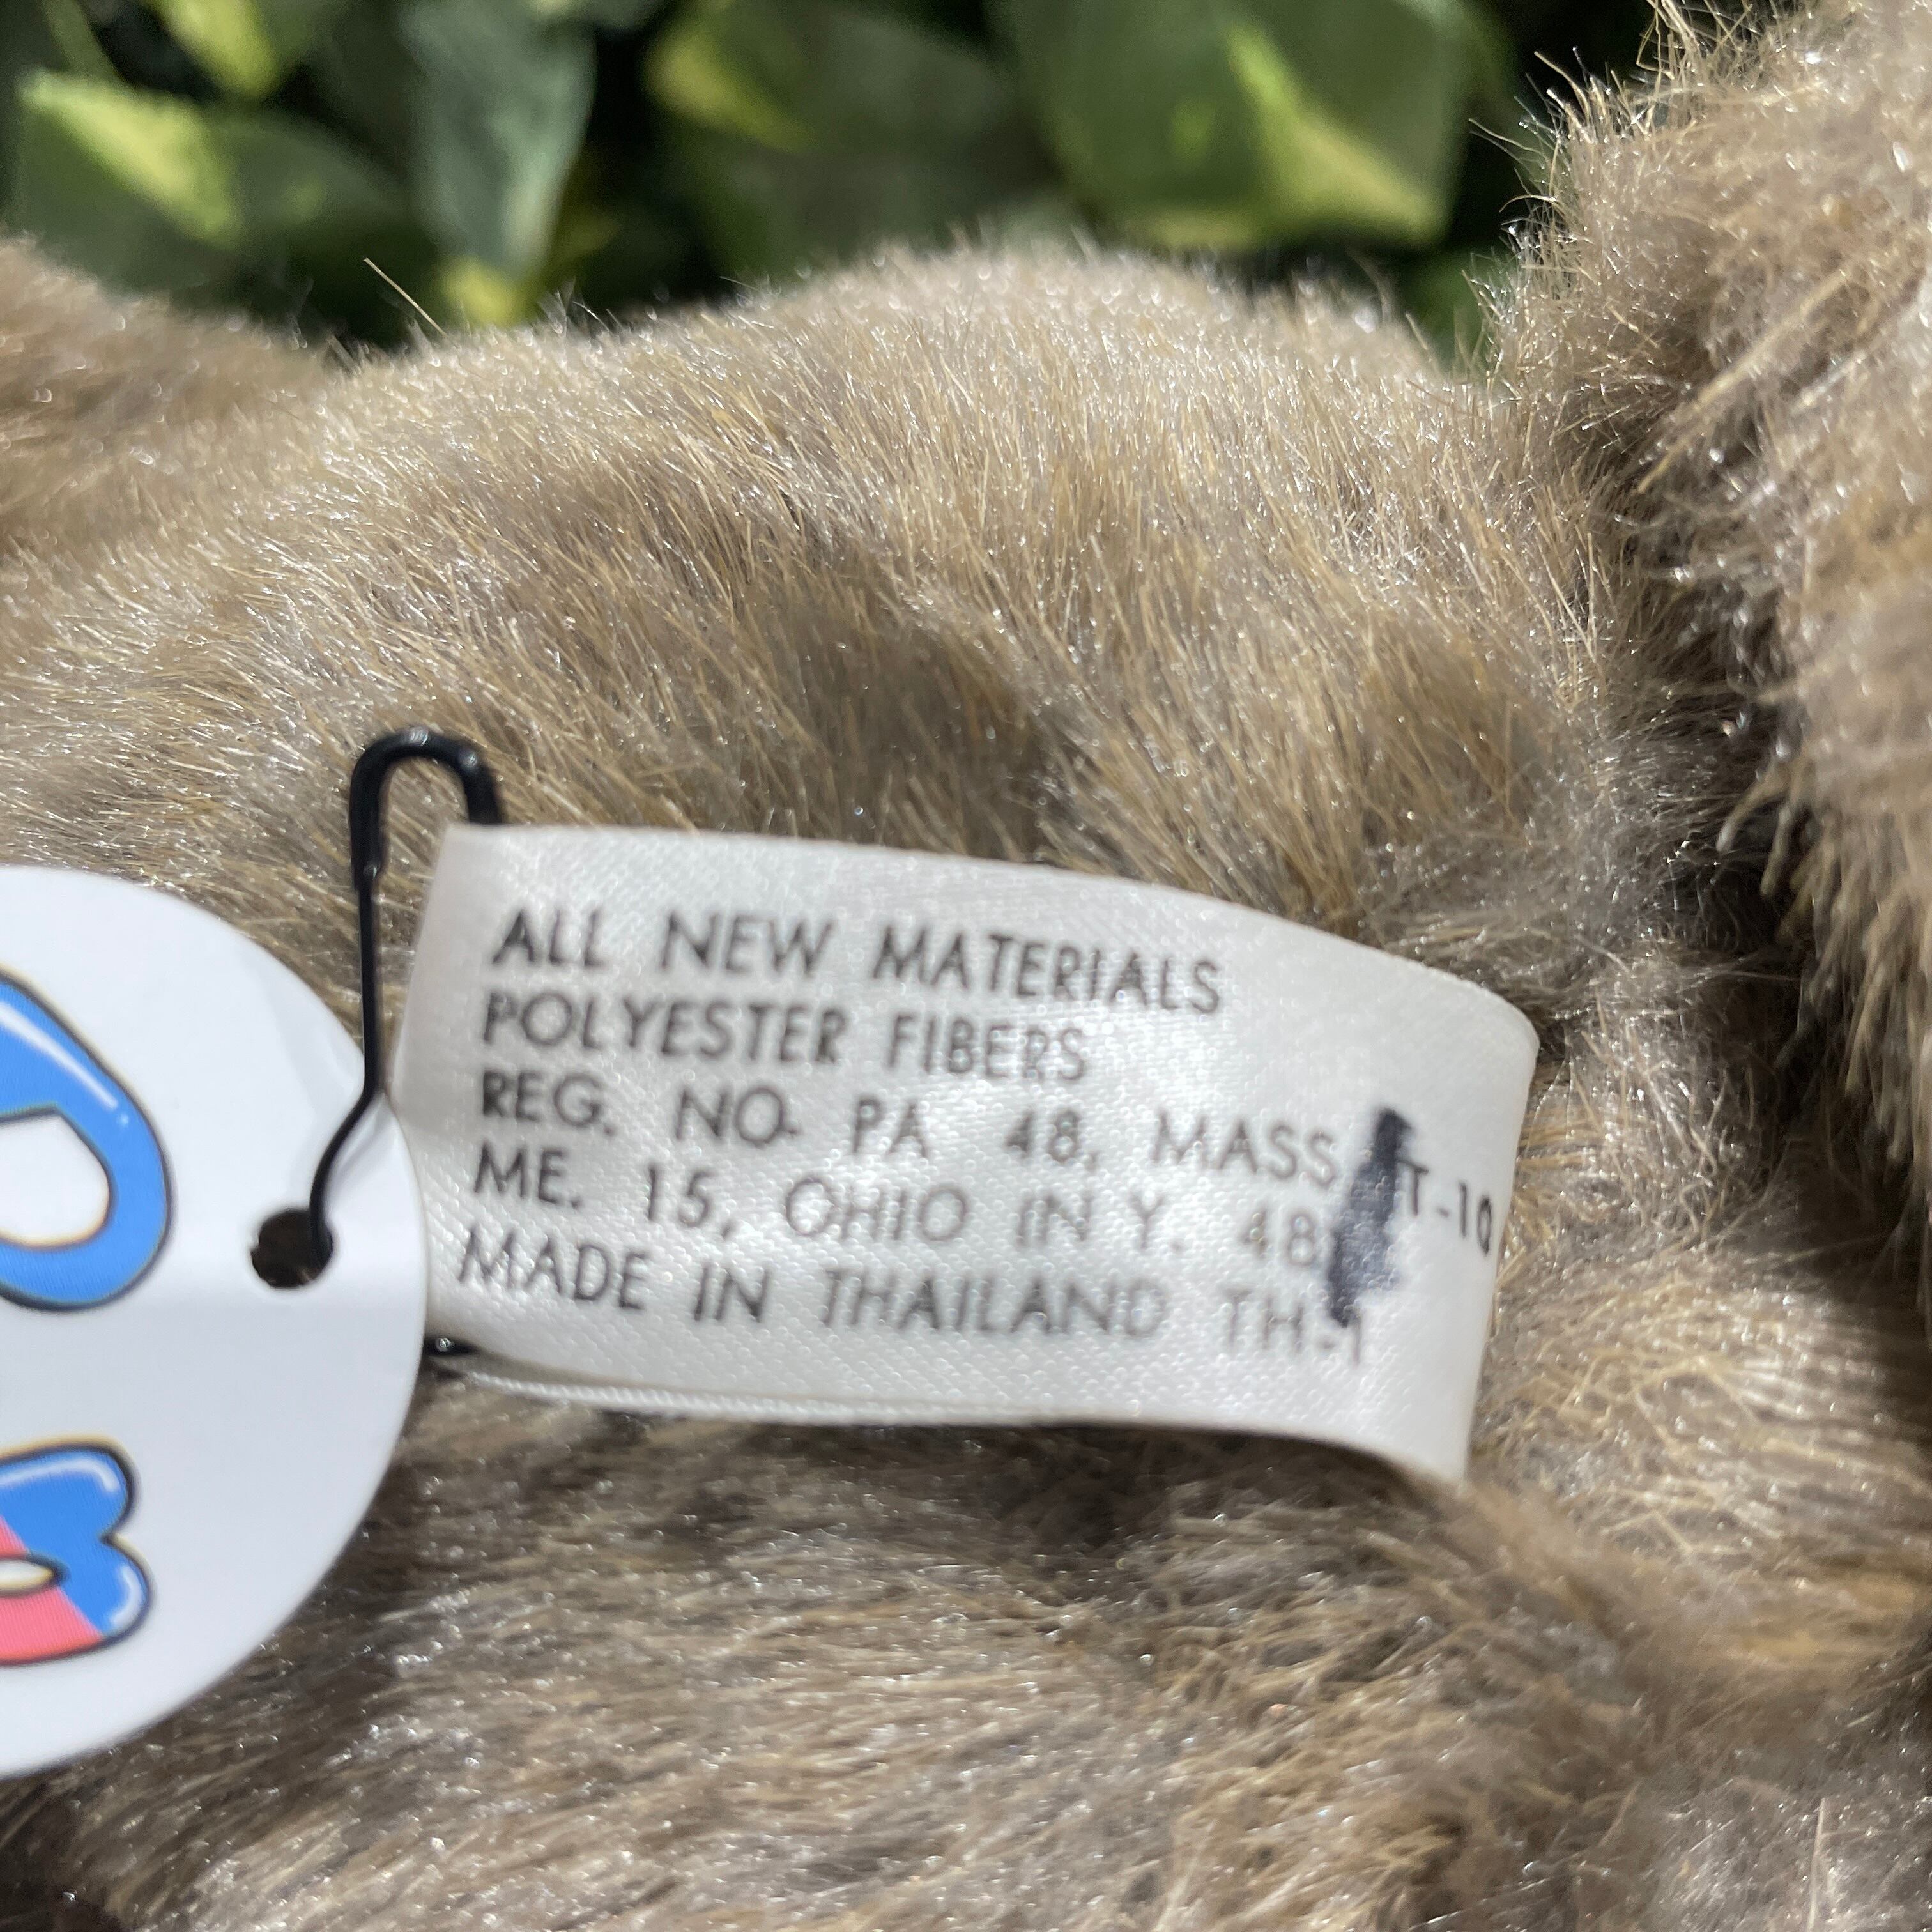 ALL NEW MATERIALS
POLYESTER FIBERS
REG. NO. PA 48, MASS T-10
ME. 15, OHIO IN Y. 48
MADE IN THAILAND TH-1